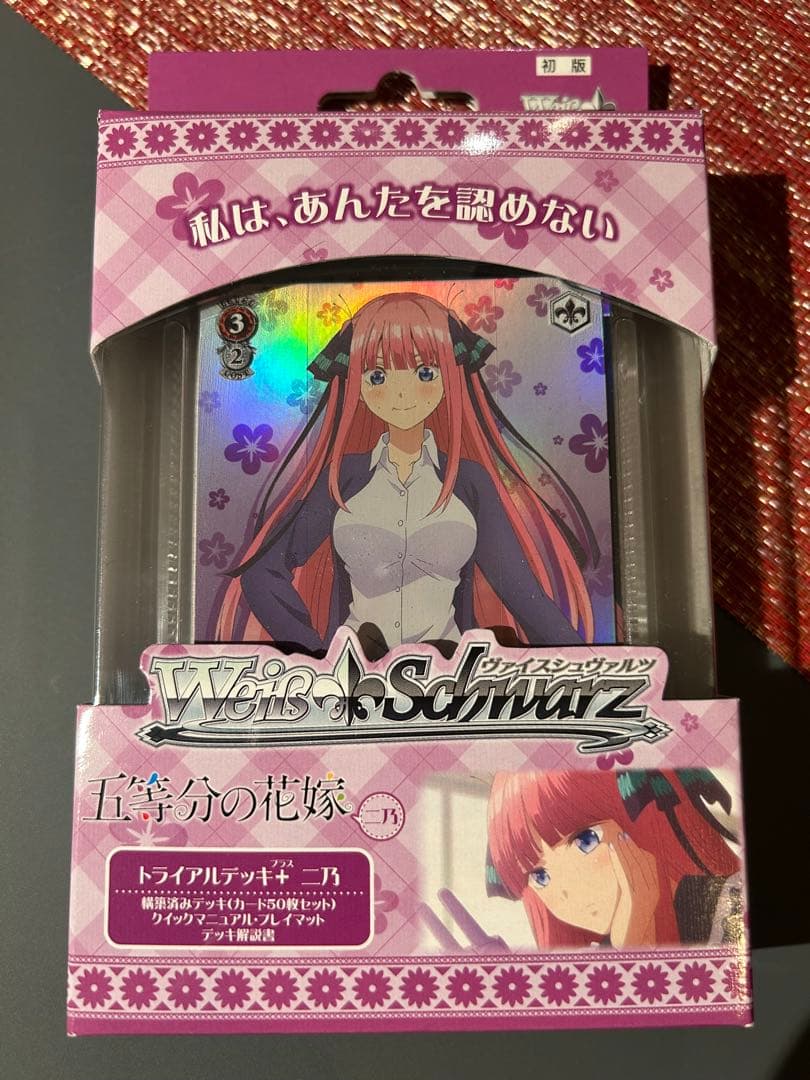 初版
Weiß
私は、あんたを認めない
3
2
ヴァイスシュヴァルツ
Weiß Schwarz
五等分の花嫁
二乃
プラス
トライアルデッキ+ 二乃
構築済みデッキ(カード50枚セット)
クイックマニュアル・プレイマット
デッキ解説書